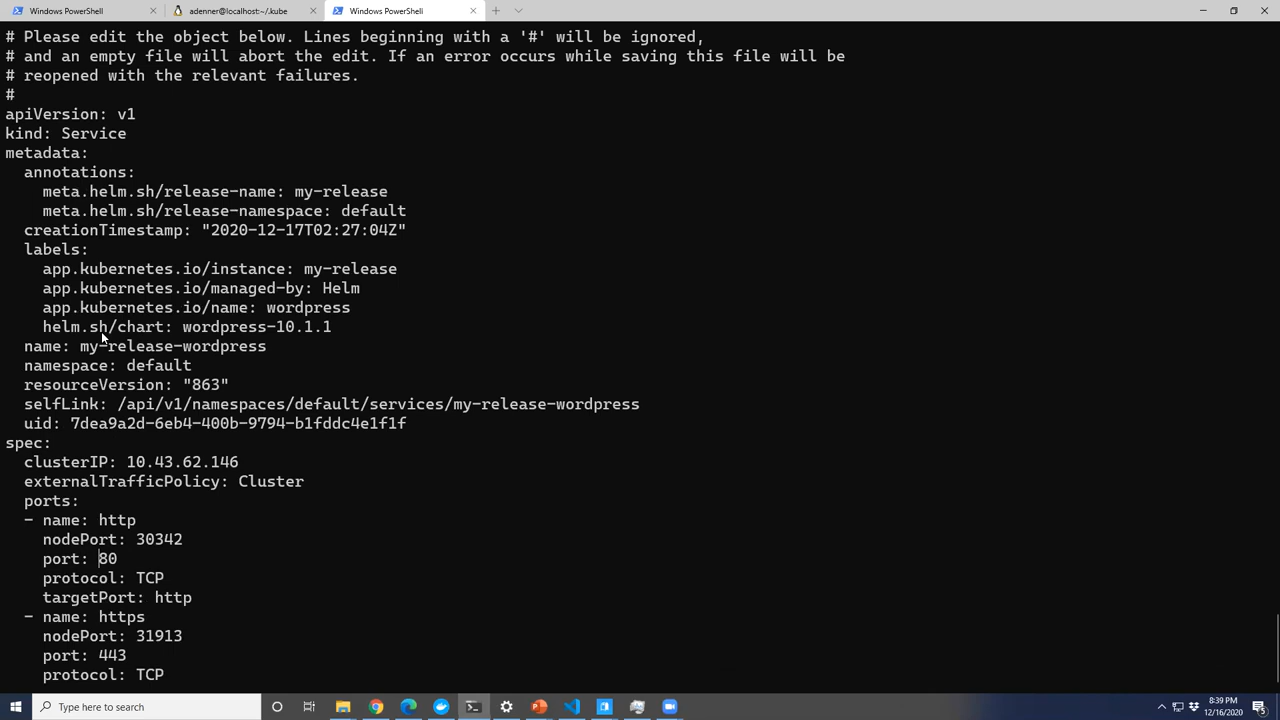 Windows PowerShell
adenner@localhost:~/.kube
Windows PowerShell
# Please edit the object below. Lines beginning with a '#' will be ignored,
# and an empty file will abort the edit. If an error occurs while saving this file will be
# reopened with the relevant failures.
#
apiVersion: v1
kind: Service
metadata:
  annotations:
    meta.helm.sh/release-name: my-release
    meta.helm.sh/release-namespace: default
  creationTimestamp: "2020-12-17T02:27:04Z"
  labels:
    app.kubernetes.io/instance: my-release
    app.kubernetes.io/managed-by: Helm
    app.kubernetes.io/name: wordpress
    helm.sh/chart: wordpress-10.1.1
  name: my-release-wordpress
  namespace: default
  resourceVersion: "863"
  selfLink: /api/v1/namespaces/default/services/my-release-wordpress
  uid: 7dea9a2d-6eb4-400b-9794-b1fddc4e1f1f
spec:
  clusterIP: 10.43.62.146
  externalTrafficPolicy: Cluster
  ports:
  - name: http
    nodePort: 30342
    port: 80
    protocol: TCP
    targetPort: http
  - name: https
    nodePort: 31913
    port: 443
    protocol: TCP
Type here to search
8:39 PM
12/16/2020